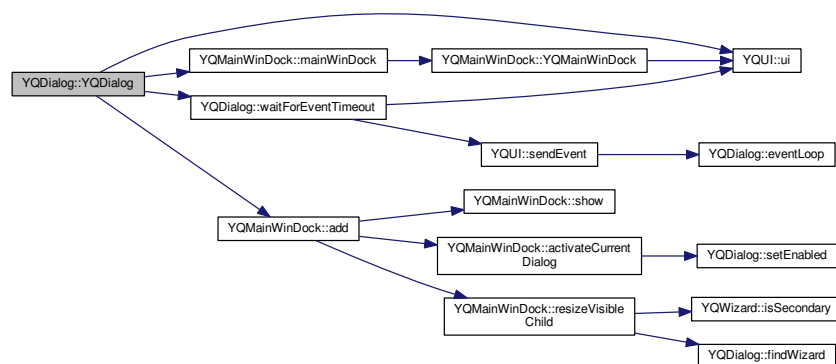 YQDialog::YQDialog
YQMainWinDock::mainWinDock
YQMainWinDock::YQMainWinDock
YQUI::ui
YQDialog::waitForEventTimeout
YQUI::sendEvent
YQDialog::eventLoop
YQMainWinDock::add
YQMainWinDock::show
YQMainWinDock::activateCurrent
Dialog
YQDialog::setEnabled
YQMainWinDock::resizeVisible
Child
YQWizard::isSecondary
YQDialog::findWizard